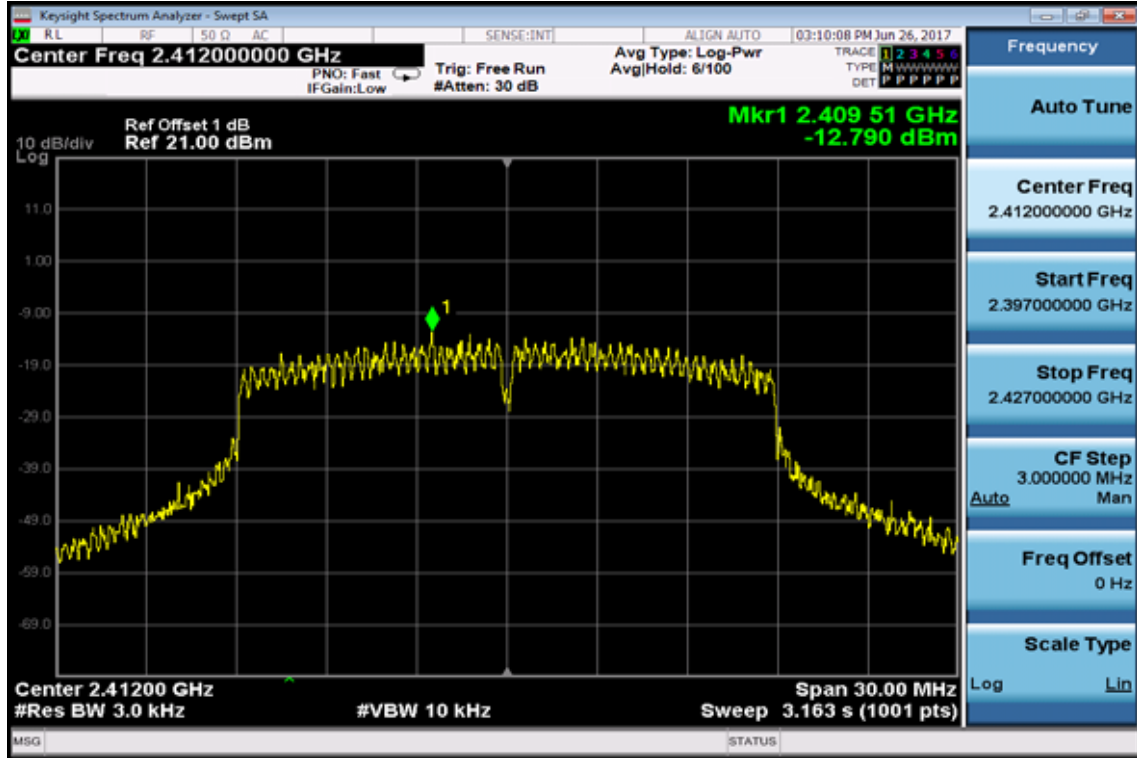 Keysight Spectrum Analyzer - Swept SA
LXI RL RF 50 Ω AC SENSE:INT ALIGN AUTO 03:10:08 PM Jun 26, 2017
Center Freq 2.412000000 GHz
PNO: Fast
IFGain:Low
Trig: Free Run
#Atten: 30 dB
Avg Type: Log-Pwr
Avg|Hold: 6/100
TRACE 1 2 3 4 5 6
TYPE M WWWWW
DET P P P P P P
Mkr1 2.409 51 GHz
-12.790 dBm
Ref Offset 1 dB
10 dB/div Ref 21.00 dBm
Log
11.0
1.00
-9.00
-19.0
-29.0
-39.0
-49.0
-59.0
-69.0
1
Center 2.41200 GHz Span 30.00 MHz
#Res BW 3.0 kHz #VBW 10 kHz Sweep 3.163 s (1001 pts)
MSG STATUS
Frequency
Auto Tune
Center Freq
2.412000000 GHz
Start Freq
2.397000000 GHz
Stop Freq
2.427000000 GHz
CF Step
3.000000 MHz
Auto Man
Freq Offset
0 Hz
Scale Type
Log Lin